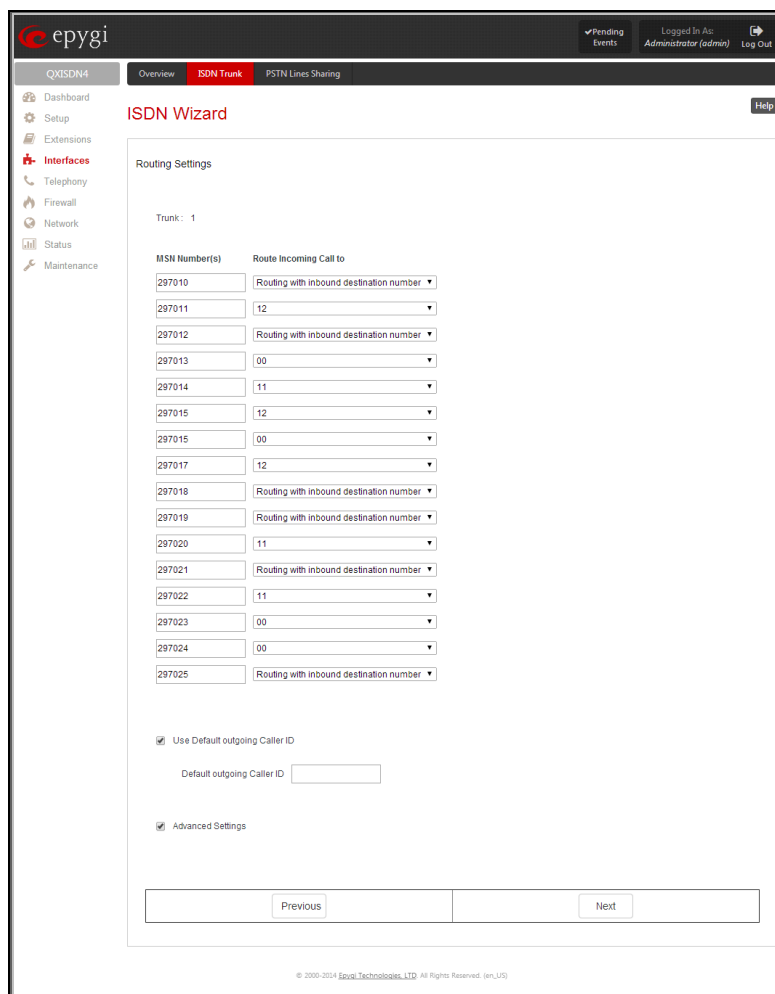 epygi
✔Pending Events
Logged In As:
Administrator (admin)
Log Out
QXISDN4
Overview
ISDN Trunk
PSTN Lines Sharing
Dashboard
Setup
Extensions
Interfaces
Telephony
Firewall
Network
Status
Maintenance
ISDN Wizard
Help
Routing Settings
Trunk : 1
MSN Number(s) Route Incoming Call to
297010 Routing with inbound destination number
297011 12
297012 Routing with inbound destination number
297013 00
297014 11
297015 12
297015 00
297017 12
297018 Routing with inbound destination number
297019 Routing with inbound destination number
297020 11
297021 Routing with inbound destination number
297022 11
297023 00
297024 00
297025 Routing with inbound destination number
Use Default outgoing Caller ID
Default outgoing Caller ID
Advanced Settings
Previous
Next
© 2000-2014 Epygi Technologies, LTD. All Rights Reserved. (en_US)